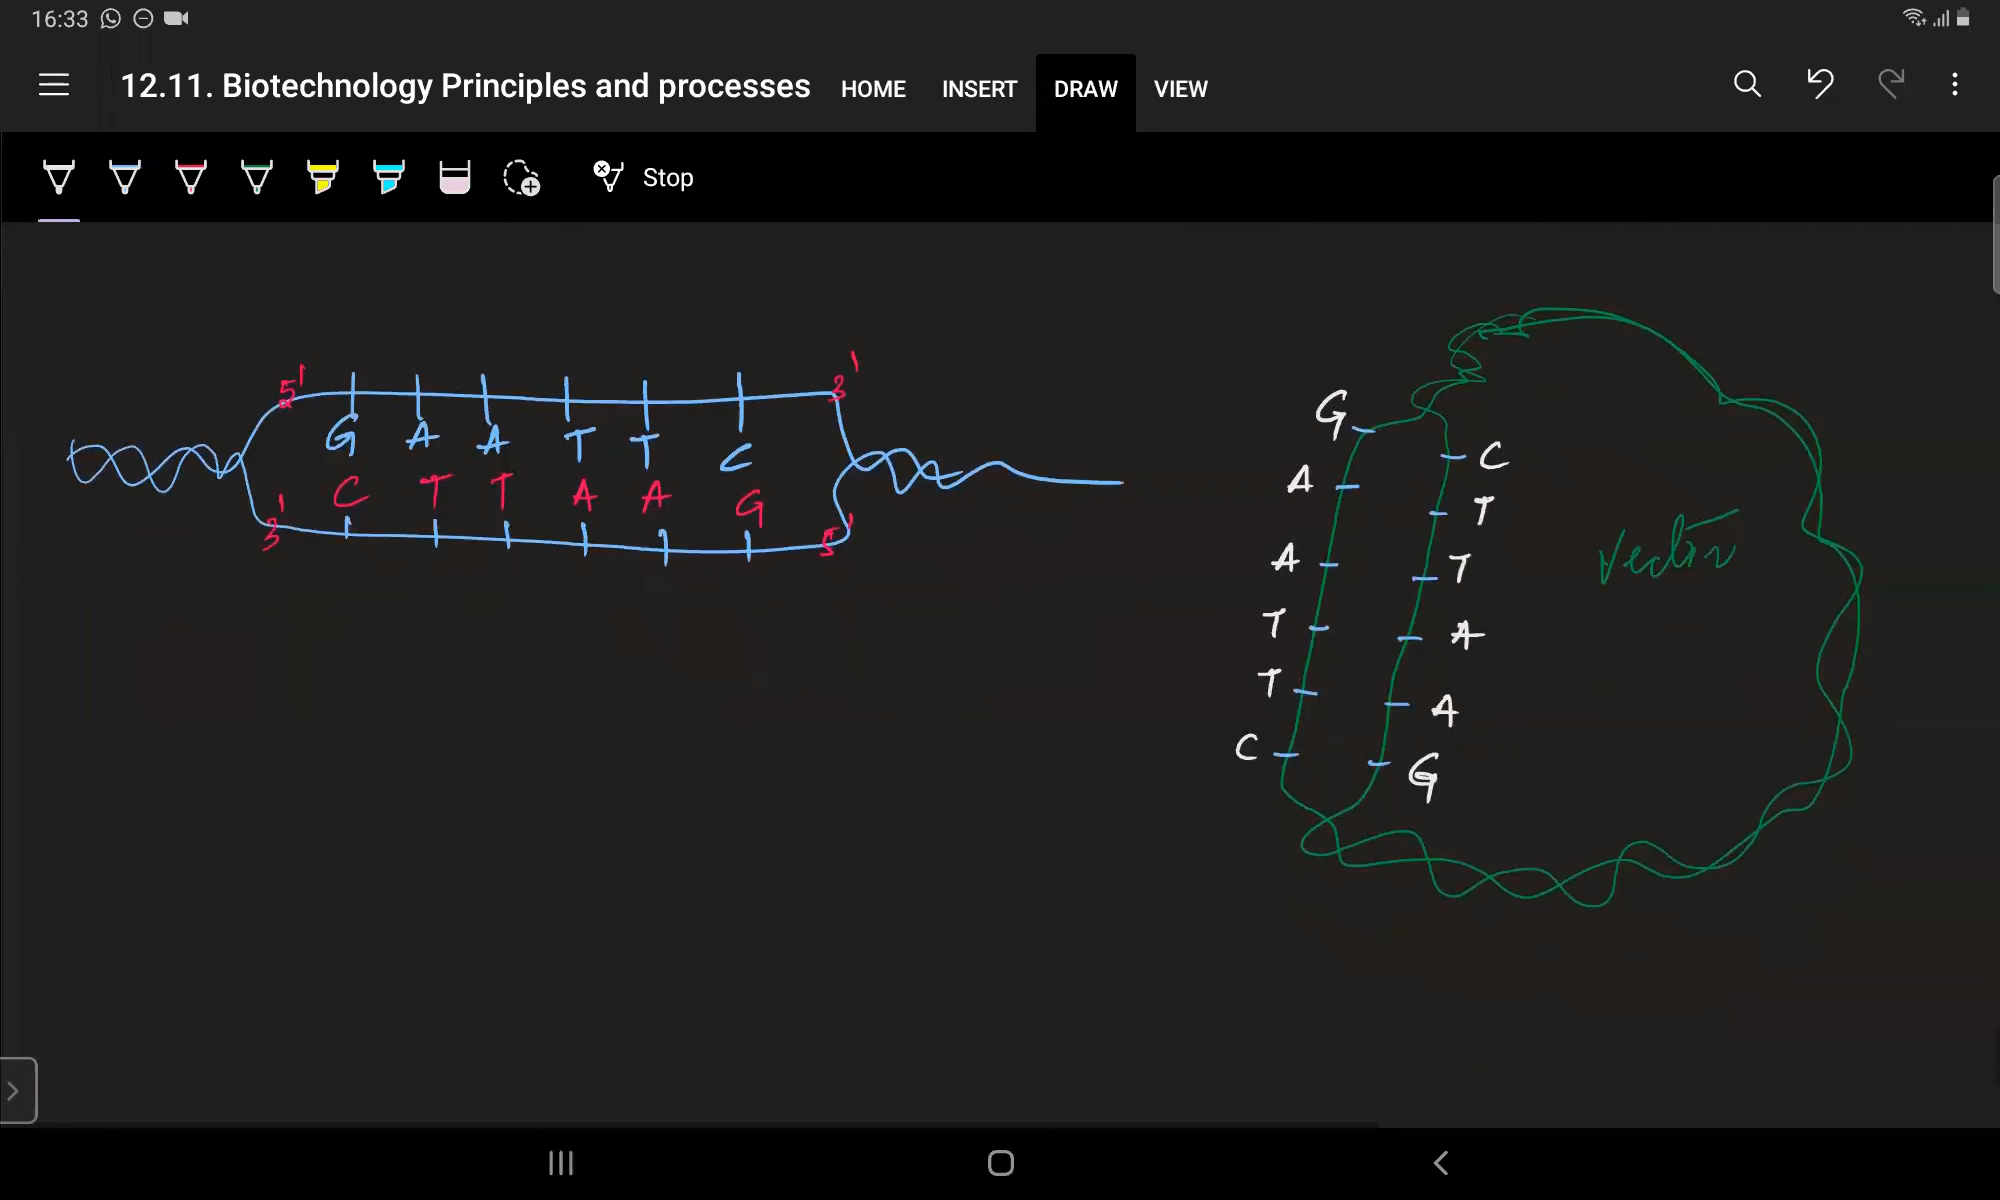 16:33
12.11. Biotechnology Principles and processes HOME INSERT DRAW VIEW
Stop
5' 3'
G A A T T C
C T T A A G
3' 5'
G C
A T
A T
T A
T A
C G
Vector